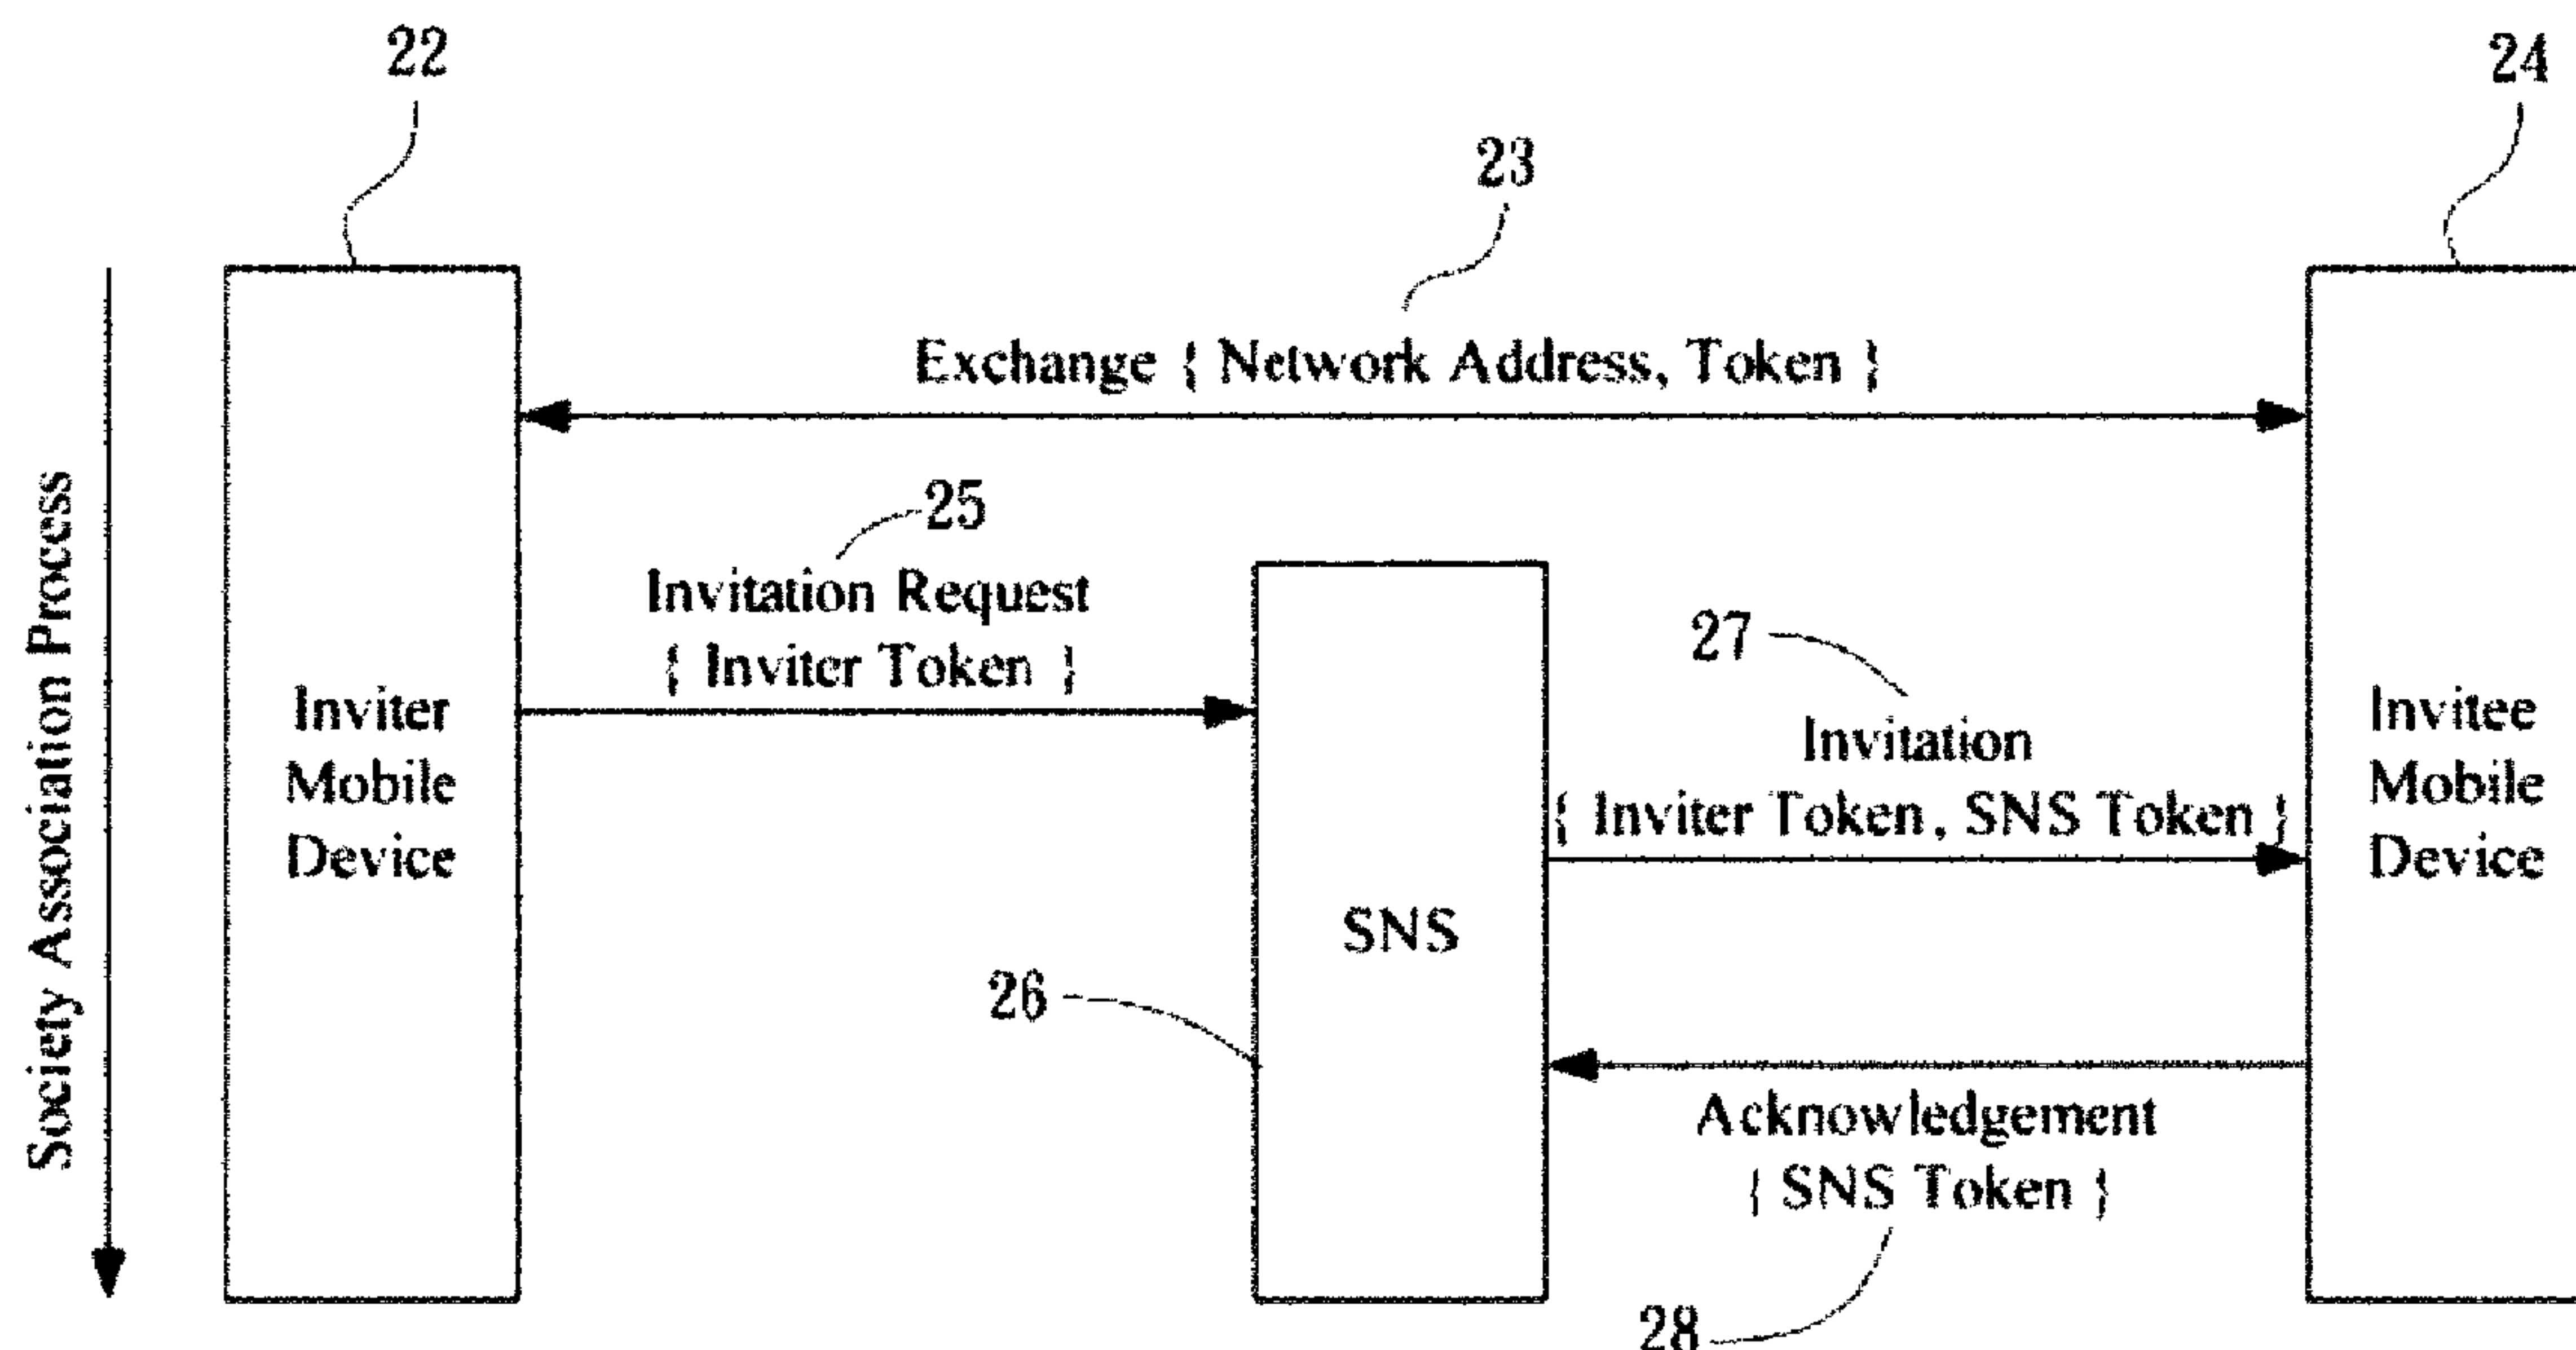 22
24
23
Exchange { Network Address, Token }
25
Invitation Request
{ Inviter Token }
27
Invitation
{ Inviter Token, SNS Token }
Inviter
Mobile
Device
Invitee
Mobile
Device
SNS
26
Acknowledgement
{ SNS Token }
28
Society Association Process